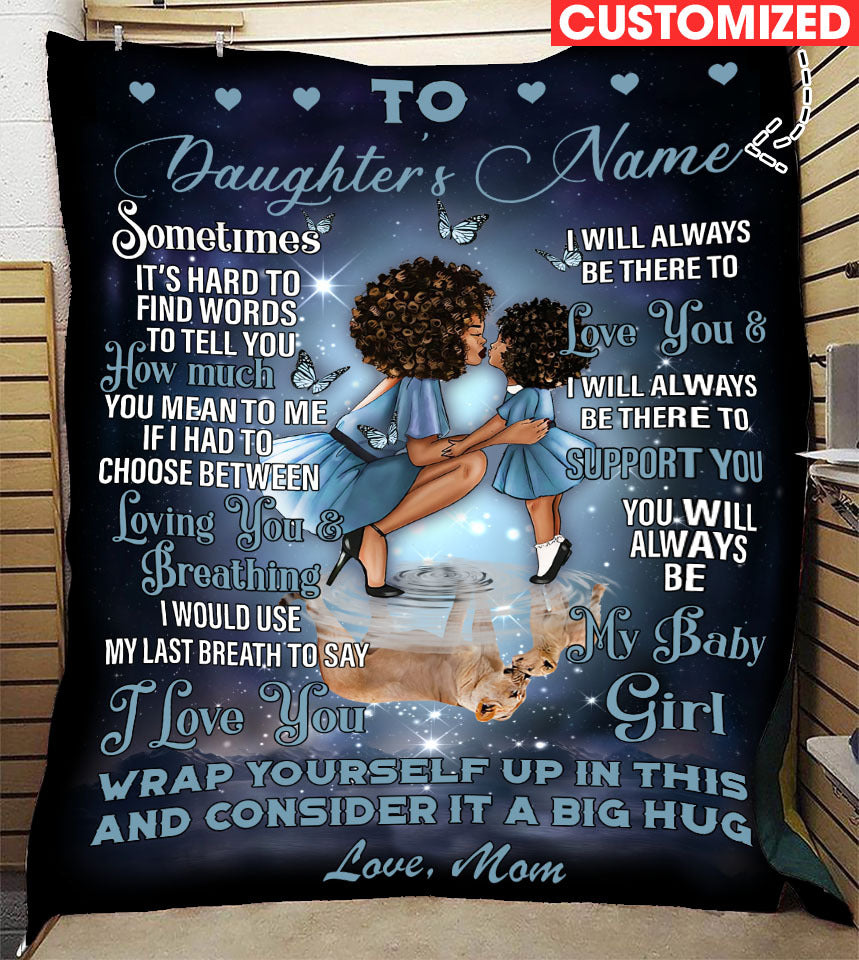 CUSTOMIZED
TO
Daughter's Name
Sometimes
IT'S HARD TO
FIND WORDS
TO TELL YOU
How much
YOU MEAN TO ME
IF I HAD TO
CHOOSE BETWEEN
Loving You &
Breathing
I WOULD USE
MY LAST BREATH TO SAY
I Love You
I WILL ALWAYS
BE THERE TO
Love You &
I WILL ALWAYS
BE THERE TO
SUPPORT YOU
YOU WILL
ALWAYS
BE
My Baby
Girl
WRAP YOURSELF UP IN THIS
AND CONSIDER IT A BIG HUG
Love, Mom